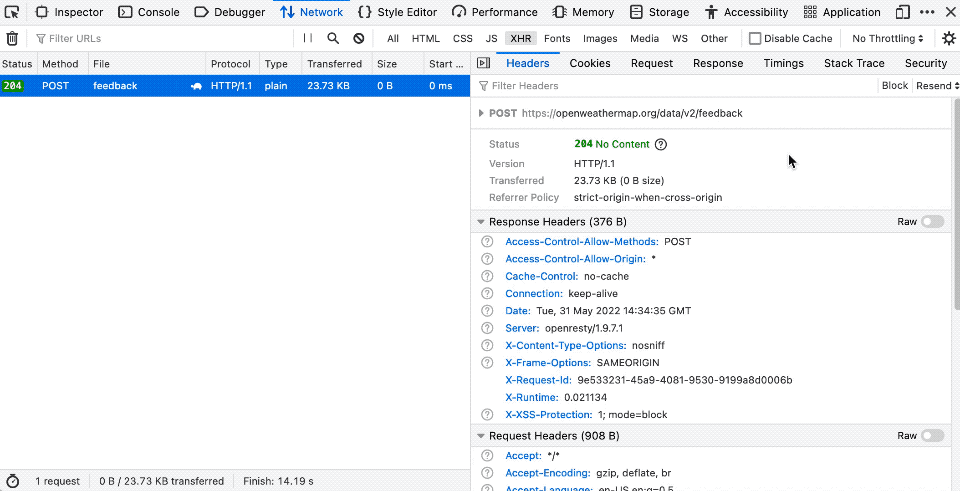 Inspector Console Debugger Network Style Editor Performance Memory Storage Accessibility Application
Filter URLs All HTML CSS JS XHR Fonts Images Media WS Other Disable Cache No Throttling
Status Method File Protocol Type Transferred Size Start ...
204 POST feedback HTTP/1.1 plain 23.73 KB 0 B 0 ms
Headers Cookies Request Response Timings Stack Trace Security
Filter Headers Block Resend
POST https://openweathermap.org/data/v2/feedback
Status 204 No Content ?
Version HTTP/1.1
Transferred 23.73 KB (0 B size)
Referrer Policy strict-origin-when-cross-origin
Response Headers (376 B) Raw
? Access-Control-Allow-Methods: POST
? Access-Control-Allow-Origin: *
? Cache-Control: no-cache
? Connection: keep-alive
? Date: Tue, 31 May 2022 14:34:35 GMT
? Server: openresty/1.9.7.1
? X-Content-Type-Options: nosniff
? X-Frame-Options: SAMEORIGIN
X-Request-Id: 9e533231-45a9-4081-9530-9199a8d0006b
X-Runtime: 0.021134
? X-XSS-Protection: 1; mode=block
Request Headers (908 B) Raw
? Accept: */*
? Accept-Encoding: gzip, deflate, br
? Accept-Language: en-US,en;q=0.5
1 request 0 B / 23.73 KB transferred Finish: 14.19 s